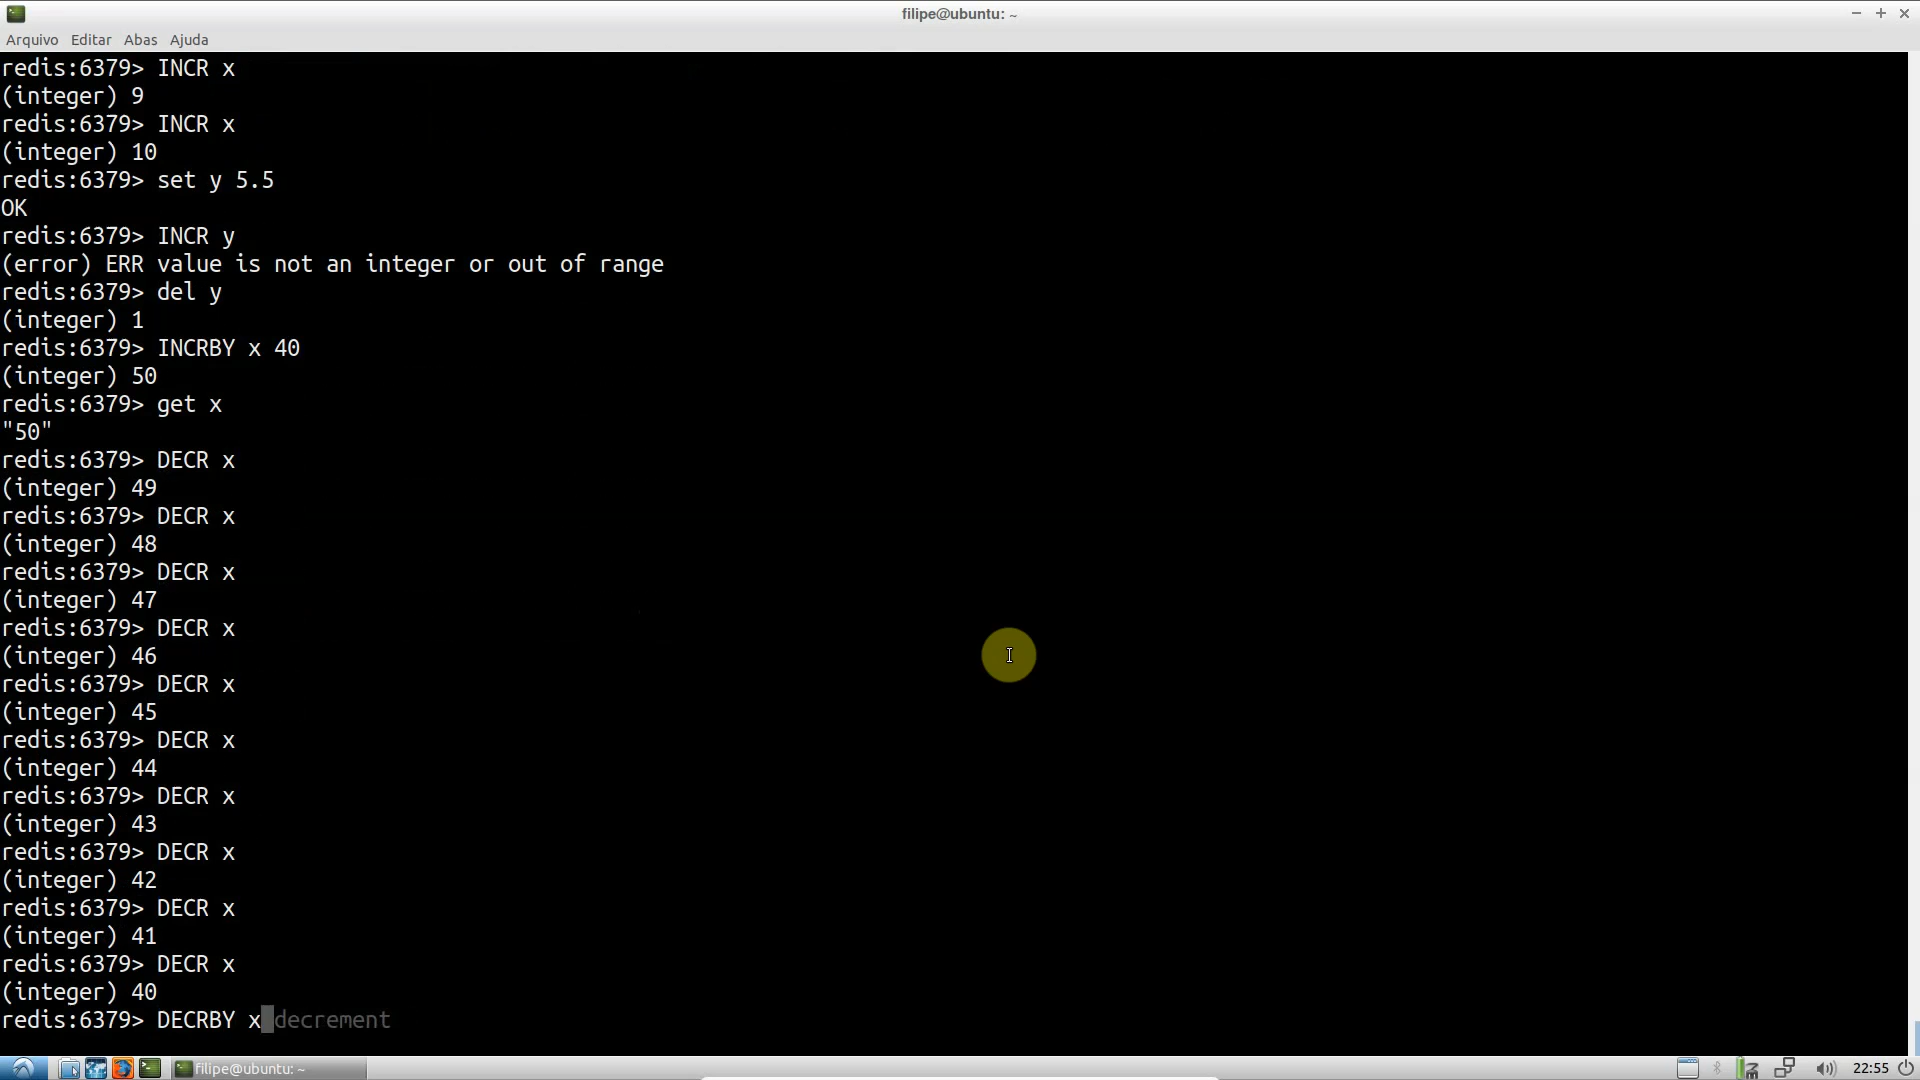 filipe@ubuntu: ~
Arquivo Editar Abas Ajuda
redis:6379> INCR x
(integer) 9
redis:6379> INCR x
(integer) 10
redis:6379> set y 5.5
OK
redis:6379> INCR y
(error) ERR value is not an integer or out of range
redis:6379> del y
(integer) 1
redis:6379> INCRBY x 40
(integer) 50
redis:6379> get x
"50"
redis:6379> DECR x
(integer) 49
redis:6379> DECR x
(integer) 48
redis:6379> DECR x
(integer) 47
redis:6379> DECR x
(integer) 46
redis:6379> DECR x
(integer) 45
redis:6379> DECR x
(integer) 44
redis:6379> DECR x
(integer) 43
redis:6379> DECR x
(integer) 42
redis:6379> DECR x
(integer) 41
redis:6379> DECR x
(integer) 40
redis:6379> DECRBY x decrement
filipe@ubuntu: ~
22:55